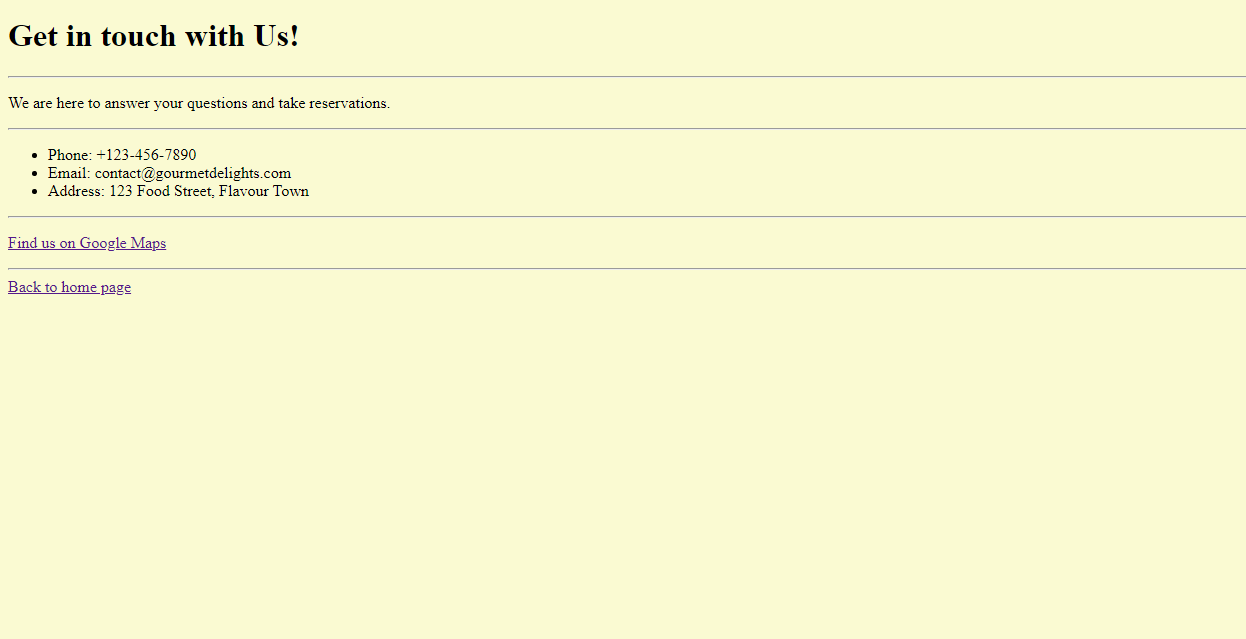 Get in touch with Us!
We are here to answer your questions and take reservations.
Phone: +123-456-7890
Email: contact@gourmetdelights.com
Address: 123 Food Street, Flavour Town
Find us on Google Maps
Back to home page